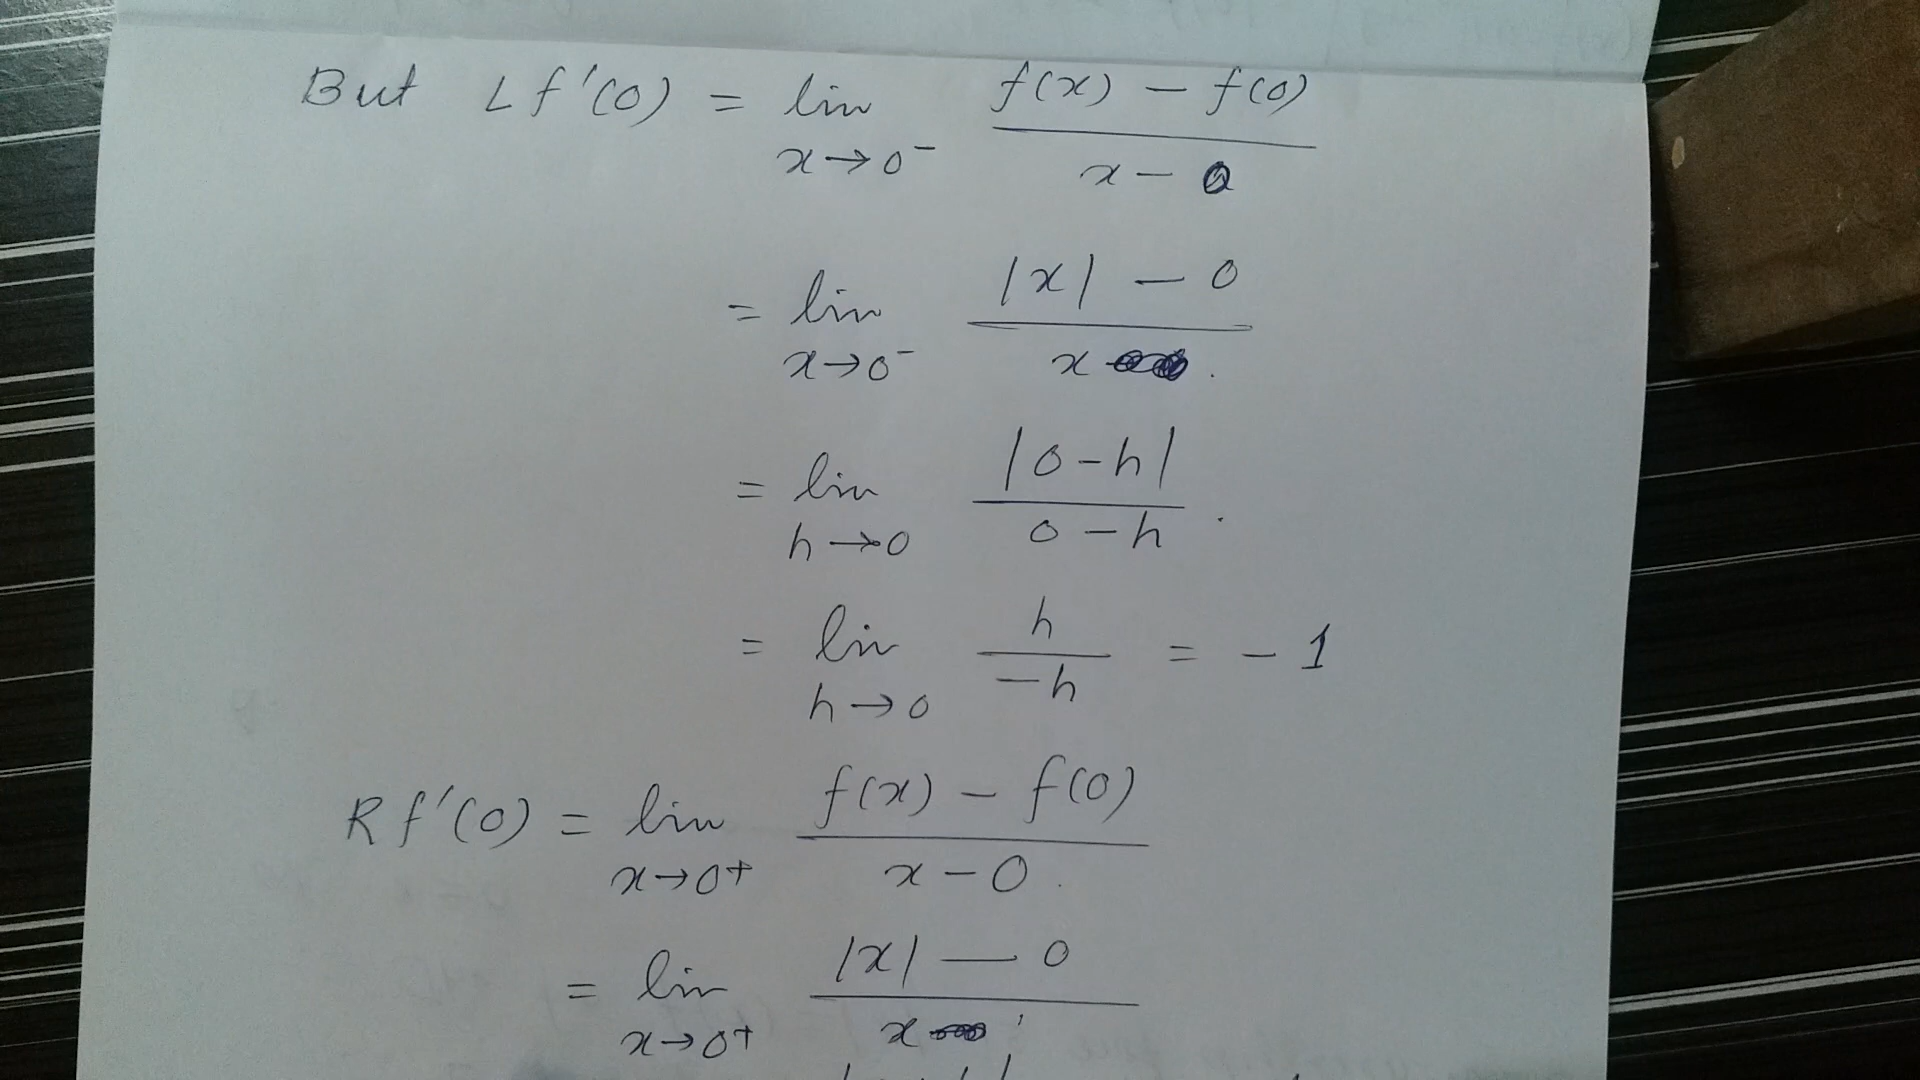 But Lf'(0) = lim x→0⁻ (f(x) − f(0)) / (x − 0)
= lim x→0⁻ (|x| − 0) / x
= lim h→0 |0−h| / (0−h)
= lim h→0 h / −h = −1
Rf'(0) = lim x→0+ (f(x) − f(0)) / (x − 0)
= lim x→0+ (|x| − 0) / x